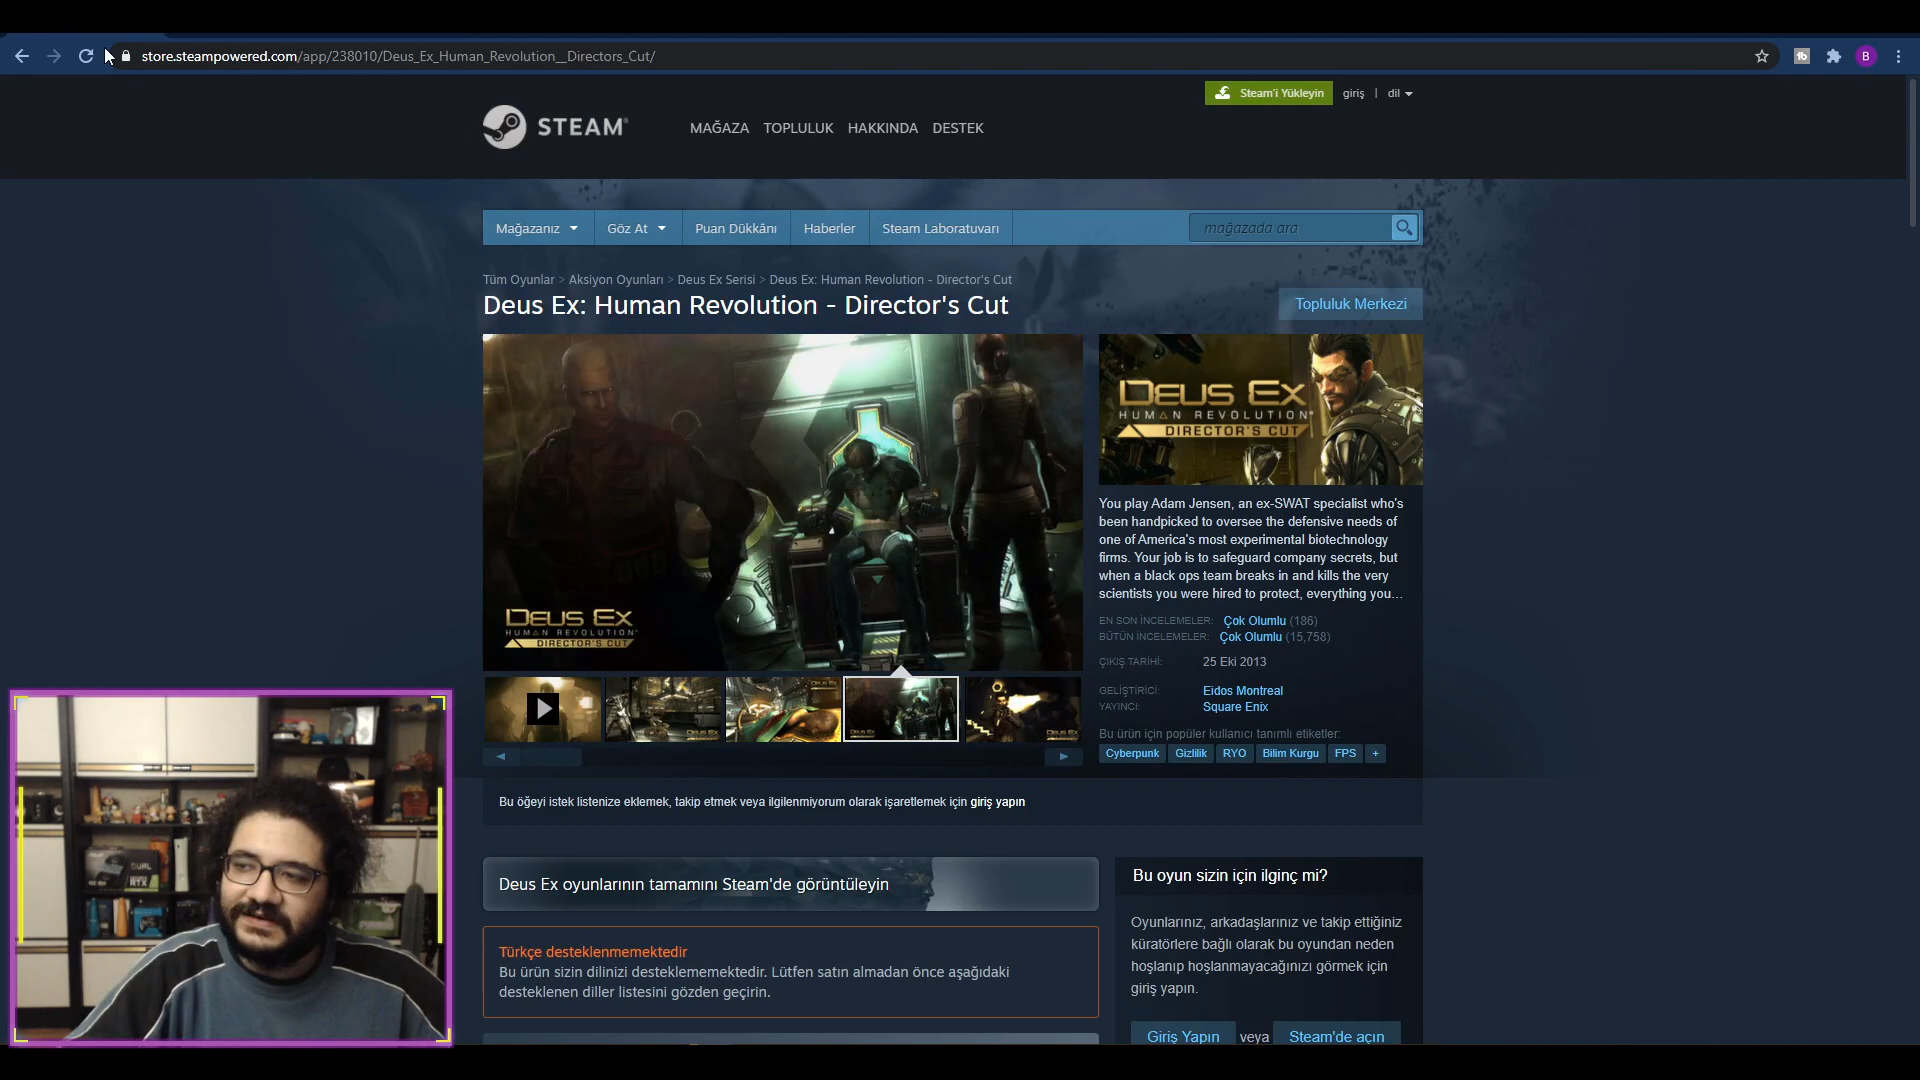 store.steampowered.com/app/238010/Deus_Ex_Human_Revolution__Directors_Cut/
B
Steam'i Yükleyin
giriş | dil
STEAM
MAĞAZA TOPLULUK HAKKINDA DESTEK
Mağazanız Göz At Puan Dükkânı Haberler Steam Laboratuvarı
mağazada ara
Tüm Oyunlar > Aksiyon Oyunları > Deus Ex Serisi > Deus Ex: Human Revolution - Director's Cut
Deus Ex: Human Revolution - Director's Cut
Topluluk Merkezi
DEUS EX
HUMAN REVOLUTION
DIRECTOR'S CUT
DEUS EX
HUMAN REVOLUTION
DIRECTOR'S CUT
You play Adam Jensen, an ex-SWAT specialist who's
been handpicked to oversee the defensive needs of
one of America's most experimental biotechnology
firms. Your job is to safeguard company secrets, but
when a black ops team breaks in and kills the very
scientists you were hired to protect, everything you...
EN SON İNCELEMELER: Çok Olumlu (186)
BÜTÜN İNCELEMELER: Çok Olumlu (15,758)
ÇIKIŞ TARİHİ: 25 Eki 2013
GELİŞTİRİCİ: Eidos Montreal
YAYINCI: Square Enix
Bu ürün için popüler kullanıcı tanımlı etiketler:
Cyberpunk Gizlilik RYO Bilim Kurgu FPS +
Bu öğeyi istek listenize eklemek, takip etmek veya ilgilenmiyorum olarak işaretlemek için giriş yapın
Deus Ex oyunlarının tamamını Steam'de görüntüleyin
Türkçe desteklenmemektedir
Bu ürün sizin dilinizi desteklememektedir. Lütfen satın almadan önce aşağıdaki
desteklenen diller listesini gözden geçirin.
Bu oyun sizin için ilginç mi?
Oyunlarınız, arkadaşlarınız ve takip ettiğiniz
küratörlere bağlı olarak bu oyundan neden
hoşlanıp hoşlanmayacağınızı görmek için
giriş yapın.
Giriş Yapın veya Steam'de açın
DUAL
RTX